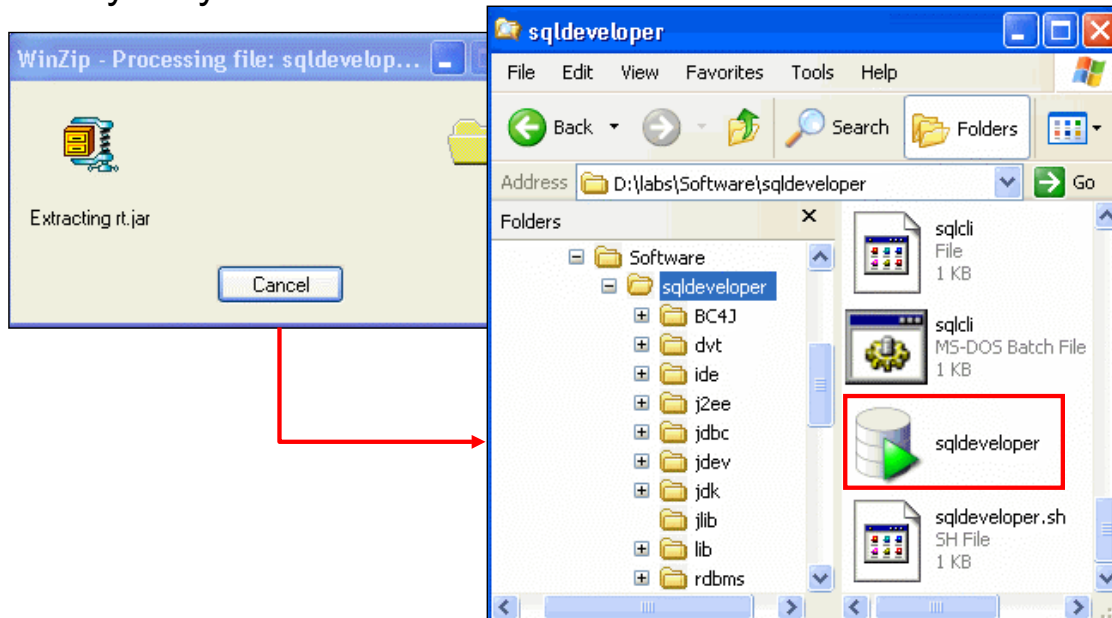 WinZip - Processing file: sqldevelop...
Extracting rt.jar
Cancel
sqldeveloper
File Edit View Favorites Tools Help
Back Search Folders
Address D:\labs\Software\sqldeveloper Go
Folders x
Software
sqldeveloper
BC4J
dvt
ide
j2ee
jdbc
jdev
jdk
jlib
lib
rdbms
sqlcli
File
1 KB
sqlcli
MS-DOS Batch File
1 KB
sqldeveloper
sqldeveloper.sh
SH File
1 KB